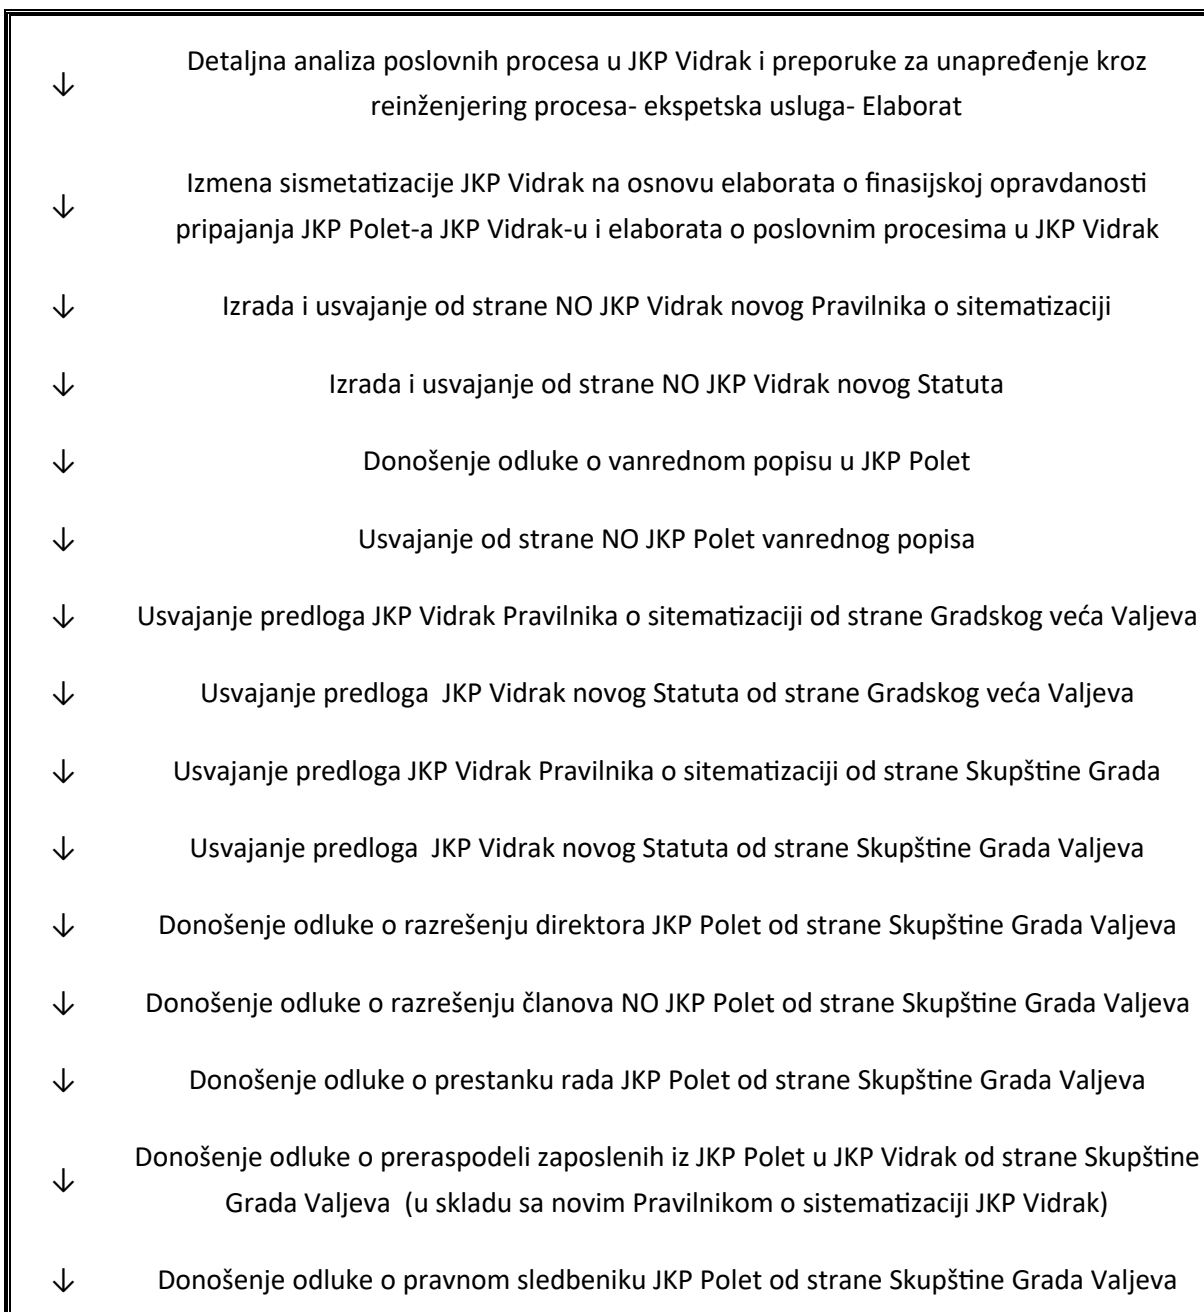 ↓ Detaljna analiza poslovnih procesa u JKP Vidrak i preporuke za unapređenje kroz
reinženjering procesa- ekspetska usluga- Elaborat
↓ Izmena sismetatizacije JKP Vidrak na osnovu elaborata o finasijskoj opravdanosti
pripajanja JKP Polet-a JKP Vidrak-u i elaborata o poslovnim procesima u JKP Vidrak
↓ Izrada i usvajanje od strane NO JKP Vidrak novog Pravilnika o sitematizaciji
↓ Izrada i usvajanje od strane NO JKP Vidrak novog Statuta
↓ Donošenje odluke o vanrednom popisu u JKP Polet
↓ Usvajanje od strane NO JKP Polet vanrednog popisa
↓ Usvajanje predloga JKP Vidrak Pravilnika o sitematizaciji od strane Gradskog veća Valjeva
↓ Usvajanje predloga JKP Vidrak novog Statuta od strane Gradskog veća Valjeva
↓ Usvajanje predloga JKP Vidrak Pravilnika o sitematizaciji od strane Skupštine Grada
↓ Usvajanje predloga JKP Vidrak novog Statuta od strane Skupštine Grada Valjeva
↓ Donošenje odluke o razrešenju direktora JKP Polet od strane Skupštine Grada Valjeva
↓ Donošenje odluke o razrešenju članova NO JKP Polet od strane Skupštine Grada Valjeva
↓ Donošenje odluke o prestanku rada JKP Polet od strane Skupštine Grada Valjeva
↓ Donošenje odluke o preraspodeli zaposlenih iz JKP Polet u JKP Vidrak od strane Skupštine
Grada Valjeva (u skladu sa novim Pravilnikom o sistematizaciji JKP Vidrak)
↓ Donošenje odluke o pravnom sledbeniku JKP Polet od strane Skupštine Grada Valjeva